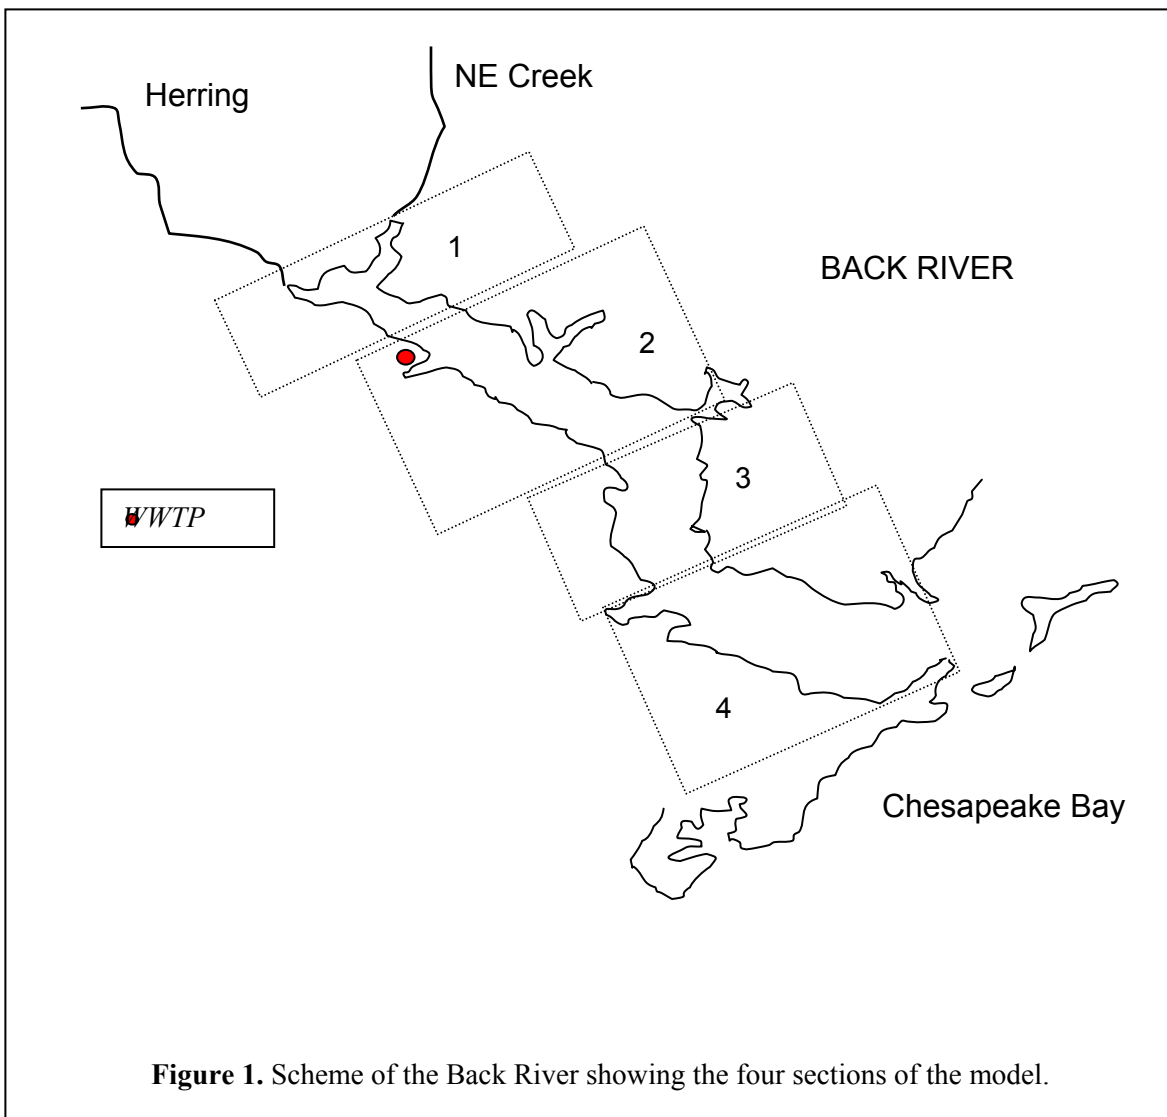 Herring
NE Creek
1
BACK RIVER
2
3
WWTP
4
Chesapeake Bay
Figure 1. Scheme of the Back River showing the four sections of the model.